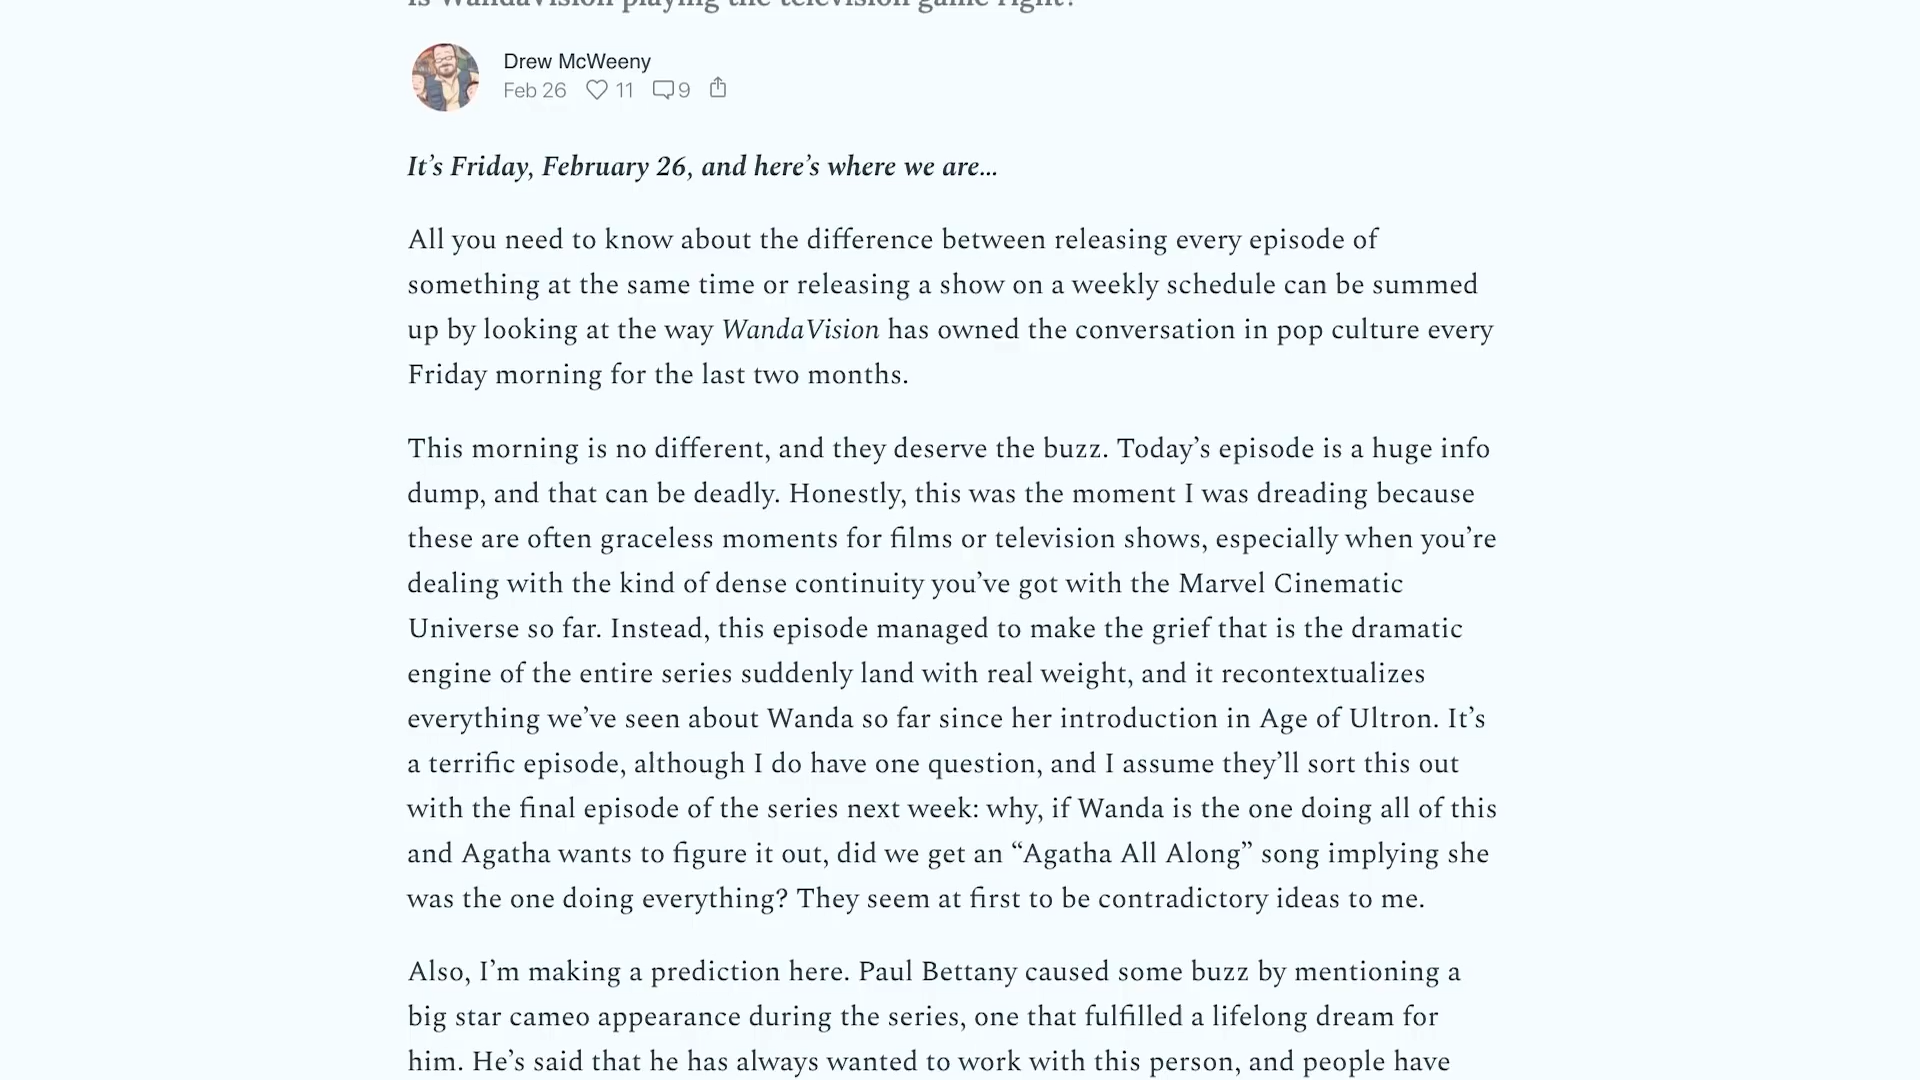 Is WandaVision playing the television game right?
Drew McWeeny
Feb 26 11 9
It’s Friday, February 26, and here’s where we are…
All you need to know about the difference between releasing every episode of
something at the same time or releasing a show on a weekly schedule can be summed
up by looking at the way WandaVision has owned the conversation in pop culture every
Friday morning for the last two months.
This morning is no different, and they deserve the buzz. Today’s episode is a huge info
dump, and that can be deadly. Honestly, this was the moment I was dreading because
these are often graceless moments for films or television shows, especially when you’re
dealing with the kind of dense continuity you’ve got with the Marvel Cinematic
Universe so far. Instead, this episode managed to make the grief that is the dramatic
engine of the entire series suddenly land with real weight, and it recontextualizes
everything we’ve seen about Wanda so far since her introduction in Age of Ultron. It’s
a terrific episode, although I do have one question, and I assume they’ll sort this out
with the final episode of the series next week: why, if Wanda is the one doing all of this
and Agatha wants to figure it out, did we get an “Agatha All Along” song implying she
was the one doing everything? They seem at first to be contradictory ideas to me.
Also, I’m making a prediction here. Paul Bettany caused some buzz by mentioning a
big star cameo appearance during the series, one that fulfilled a lifelong dream for
him. He’s said that he has always wanted to work with this person, and people have